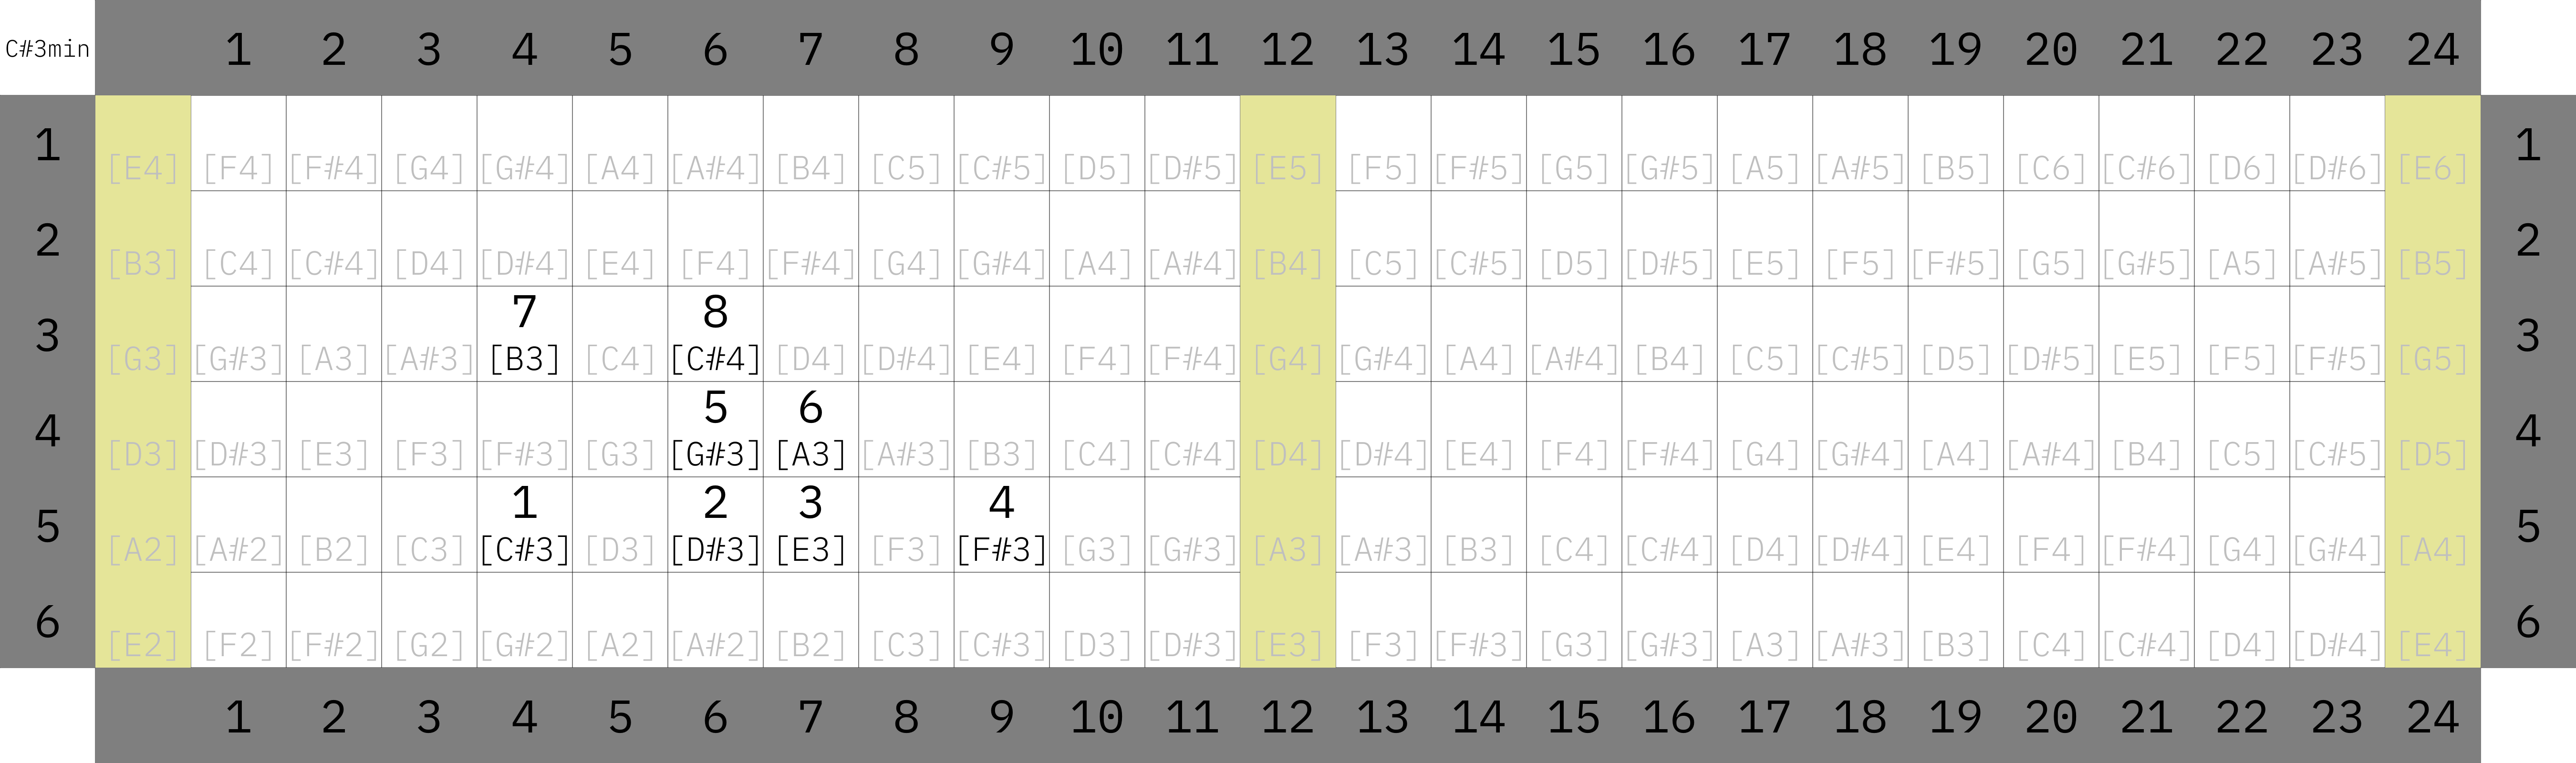 C#3min 1 2 3 4 5 6 7 8 9 10 11 12 13 14 15 16 17 18 19 20 21 22 23 24
1 [E4] [F4] [F#4] [G4] [G#4] [A4] [A#4] [B4] [C5] [C#5] [D5] [D#5] [E5] [F5] [F#5] [G5] [G#5] [A5] [A#5] [B5] [C6] [C#6] [D6] [D#6] [E6] 1
2 [B3] [C4] [C#4] [D4] [D#4] [E4] [F4] [F#4] [G4] [G#4] [A4] [A#4] [B4] [C5] [C#5] [D5] [D#5] [E5] [F5] [F#5] [G5] [G#5] [A5] [A#5] [B5] 2
7 8
3 [G3] [G#3] [A3] [A#3] [B3] [C4] [C#4] [D4] [D#4] [E4] [F4] [F#4] [G4] [G#4] [A4] [A#4] [B4] [C5] [C#5] [D5] [D#5] [E5] [F5] [F#5] [G5] 3
5 6
4 [D3] [D#3] [E3] [F3] [F#3] [G3] [G#3] [A3] [A#3] [B3] [C4] [C#4] [D4] [D#4] [E4] [F4] [F#4] [G4] [G#4] [A4] [A#4] [B4] [C5] [C#5] [D5] 4
1 2 3 4
5 [A2] [A#2] [B2] [C3] [C#3] [D3] [D#3] [E3] [F3] [F#3] [G3] [G#3] [A3] [A#3] [B3] [C4] [C#4] [D4] [D#4] [E4] [F4] [F#4] [G4] [G#4] [A4] 5
6 [E2] [F2] [F#2] [G2] [G#2] [A2] [A#2] [B2] [C3] [C#3] [D3] [D#3] [E3] [F3] [F#3] [G3] [G#3] [A3] [A#3] [B3] [C4] [C#4] [D4] [D#4] [E4] 6
1 2 3 4 5 6 7 8 9 10 11 12 13 14 15 16 17 18 19 20 21 22 23 24